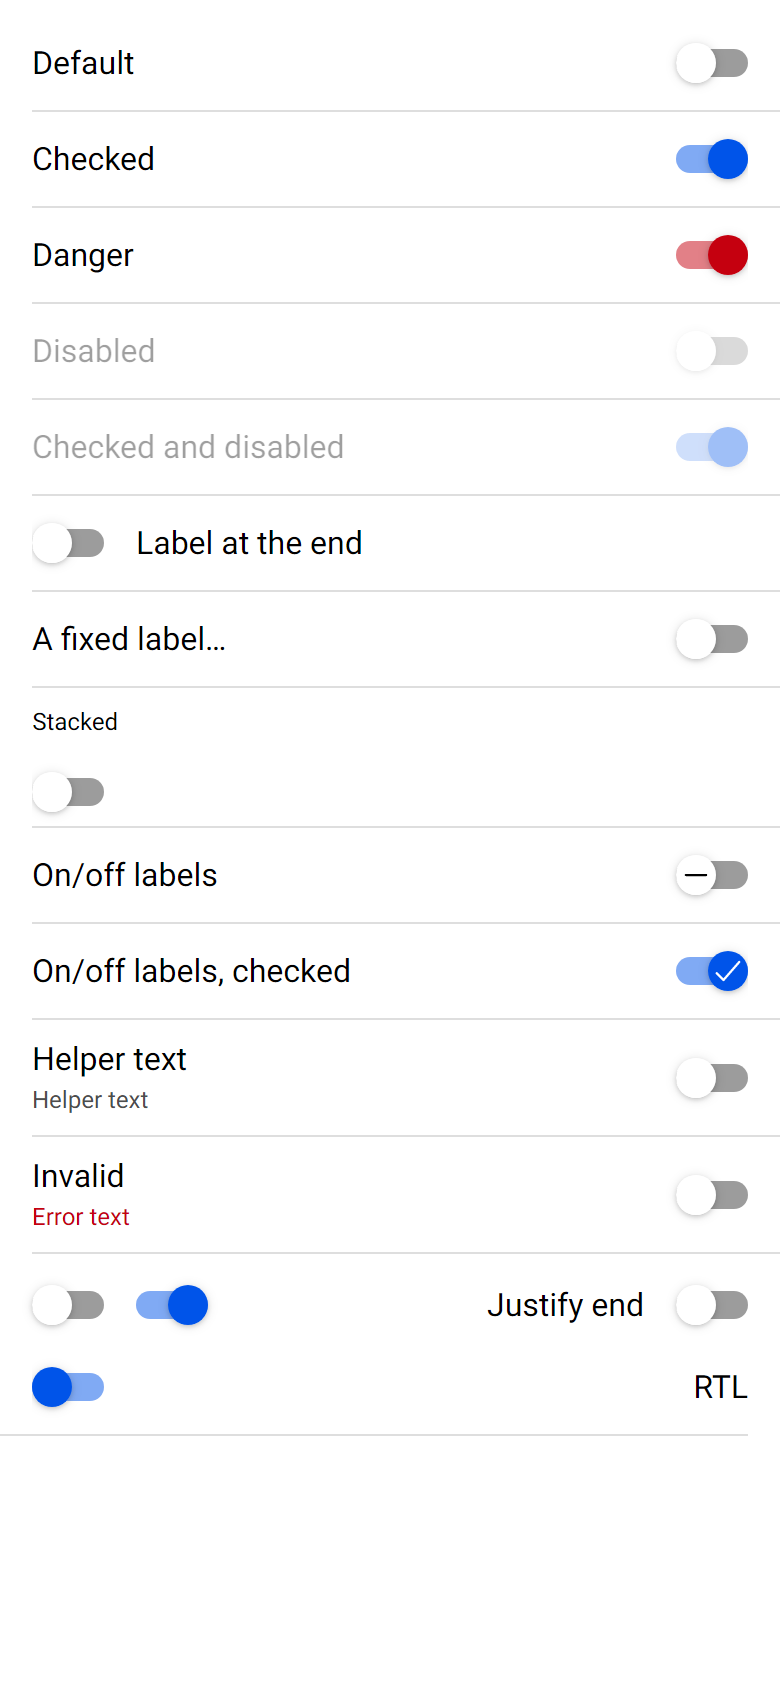 Default
Checked
Danger
Disabled
Checked and disabled
Label at the end
A fixed label…
Stacked
On/off labels
On/off labels, checked
Helper text
Helper text
Invalid
Error text
Justify end
RTL